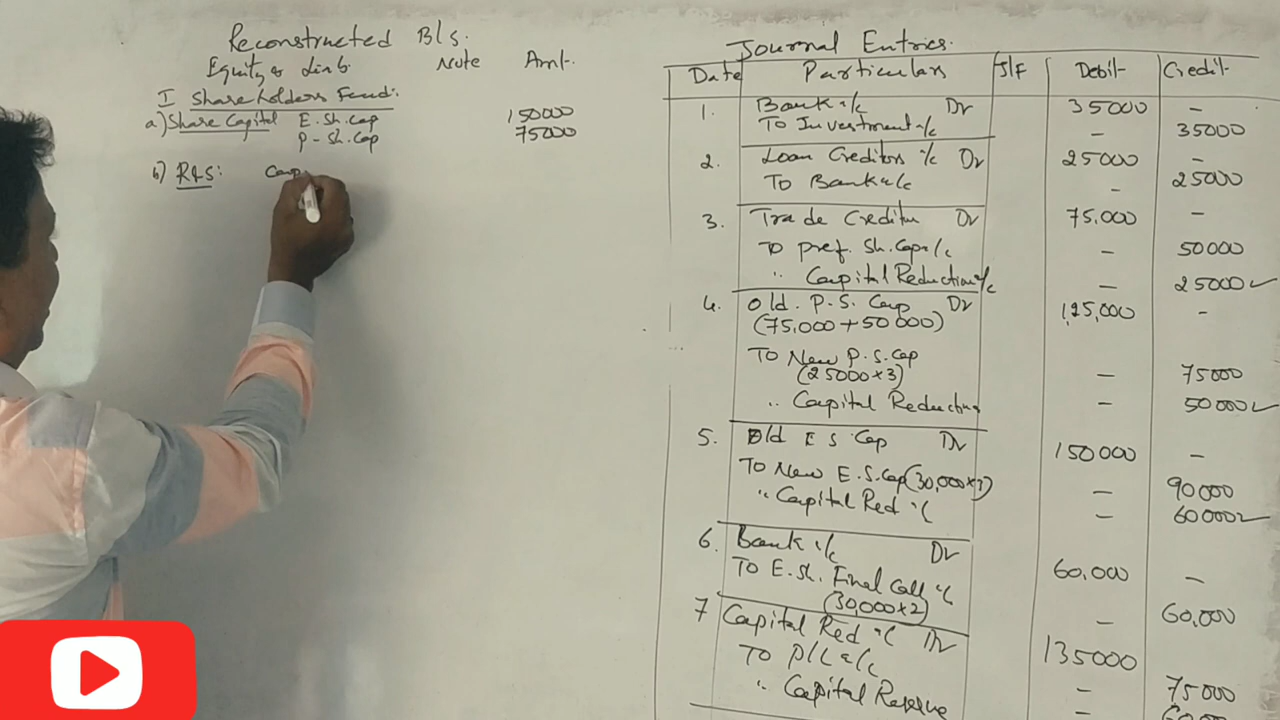 Reconstructed B/s.
Equity & Liab. Note Amt.
I Share holders Fund:
a) Share Capital E. Sh. Cap 150000
P - Sh. Cap 75000
b) R&S: Cap
Journal Entries.
Date Particulars J/F Debit Credit
1. Bank a/c Dr 35000 -
To Investment a/c - 35000
2. Loan Creditors a/c Dr 25000 -
To Bank a/c - 25000
3. Trade Creditor Dr 75,000 -
To Pref. Sh. Cap a/c - 50000
" Capital Reduction a/c - 25000 ✓
4. Old. P. S. Cap Dr 1,25,000 -
(75,000 + 50000)
To New P. S. Cap - 75000
(25000 x 3)
" Capital Reducting - 50000 ✓
5. Old E S Cap Dr 150000 -
To New E. S. Cap (30,000 x 3) - 90000
" Capital Red a/c - 60000 ✓
6. Bank a/c Dr 60,000 -
To E. Sh. Final Call a/c - 60,000
(30,000 x 2)
7 Capital Red a/c Dr 135000
To P/L a/c - 75000
" Capital Reserve -